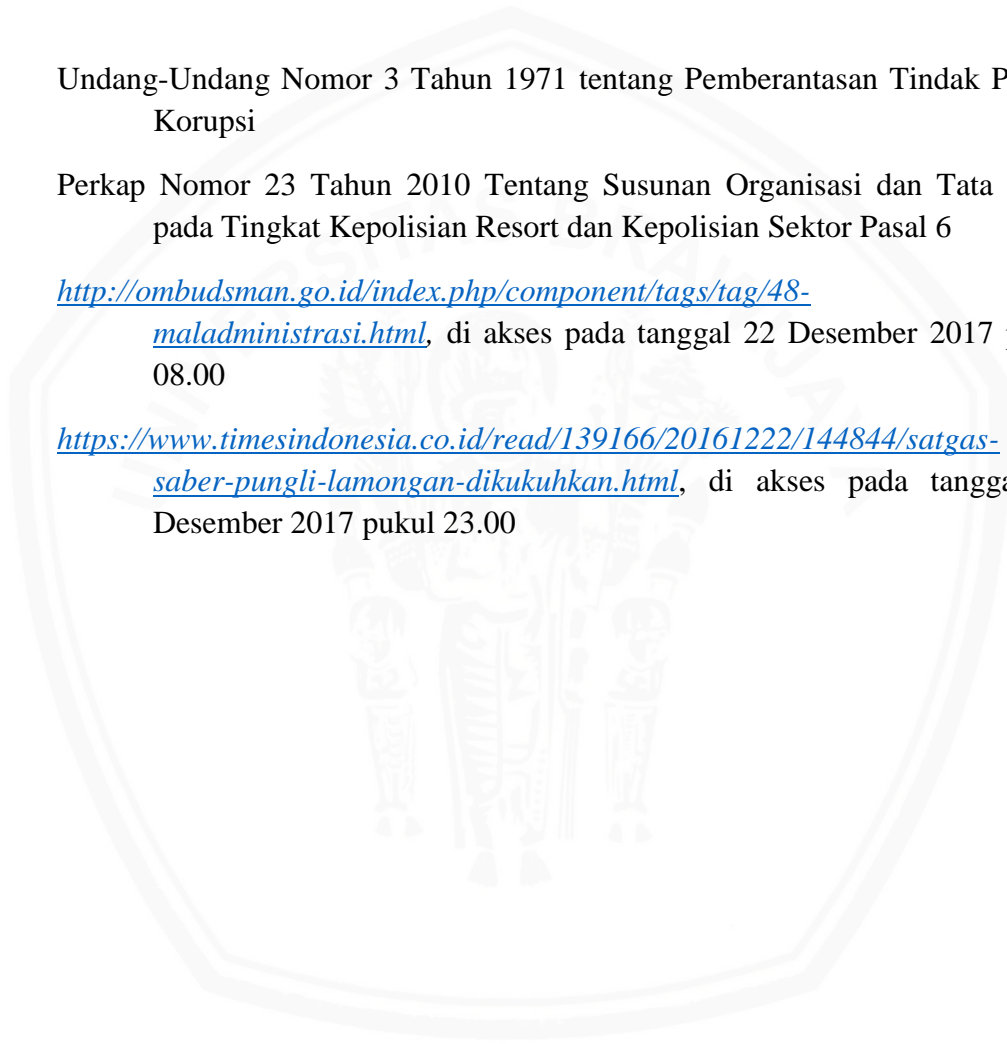 Undang-Undang Nomor 3 Tahun 1971 tentang Pemberantasan Tindak P
Korupsi
Perkap Nomor 23 Tahun 2010 Tentang Susunan Organisasi dan Tata
pada Tingkat Kepolisian Resort dan Kepolisian Sektor Pasal 6
http://ombudsman.go.id/index.php/component/tags/tag/48-
maladministrasi.html, di akses pada tanggal 22 Desember 2017
08.00
https://www.timesindonesia.co.id/read/139166/20161222/144844/satgas-
saber-pungli-lamongan-dikukuhkan.html, di akses pada tangga
Desember 2017 pukul 23.00
UNIVERSITAS BRAWIJAYA